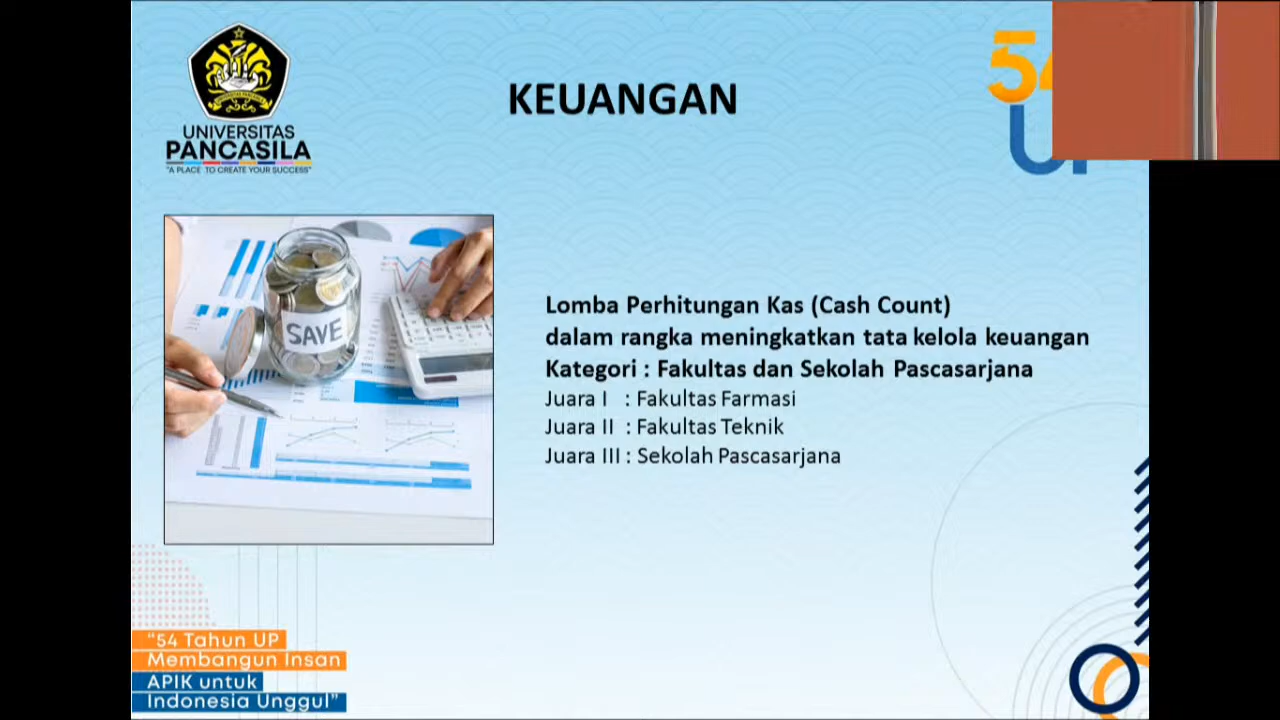 UNIVERSITAS
PANCASILA
"A PLACE TO CREATE YOUR SUCCESS"
KEUANGAN
54
SAVE
Lomba Perhitungan Kas (Cash Count)
dalam rangka meningkatkan tata kelola keuangan
Kategori : Fakultas dan Sekolah Pascasarjana
Juara I : Fakultas Farmasi
Juara II : Fakultas Teknik
Juara III : Sekolah Pascasarjana
"54 Tahun UP
Membangun Insan
APIK untuk
Indonesia Unggul"